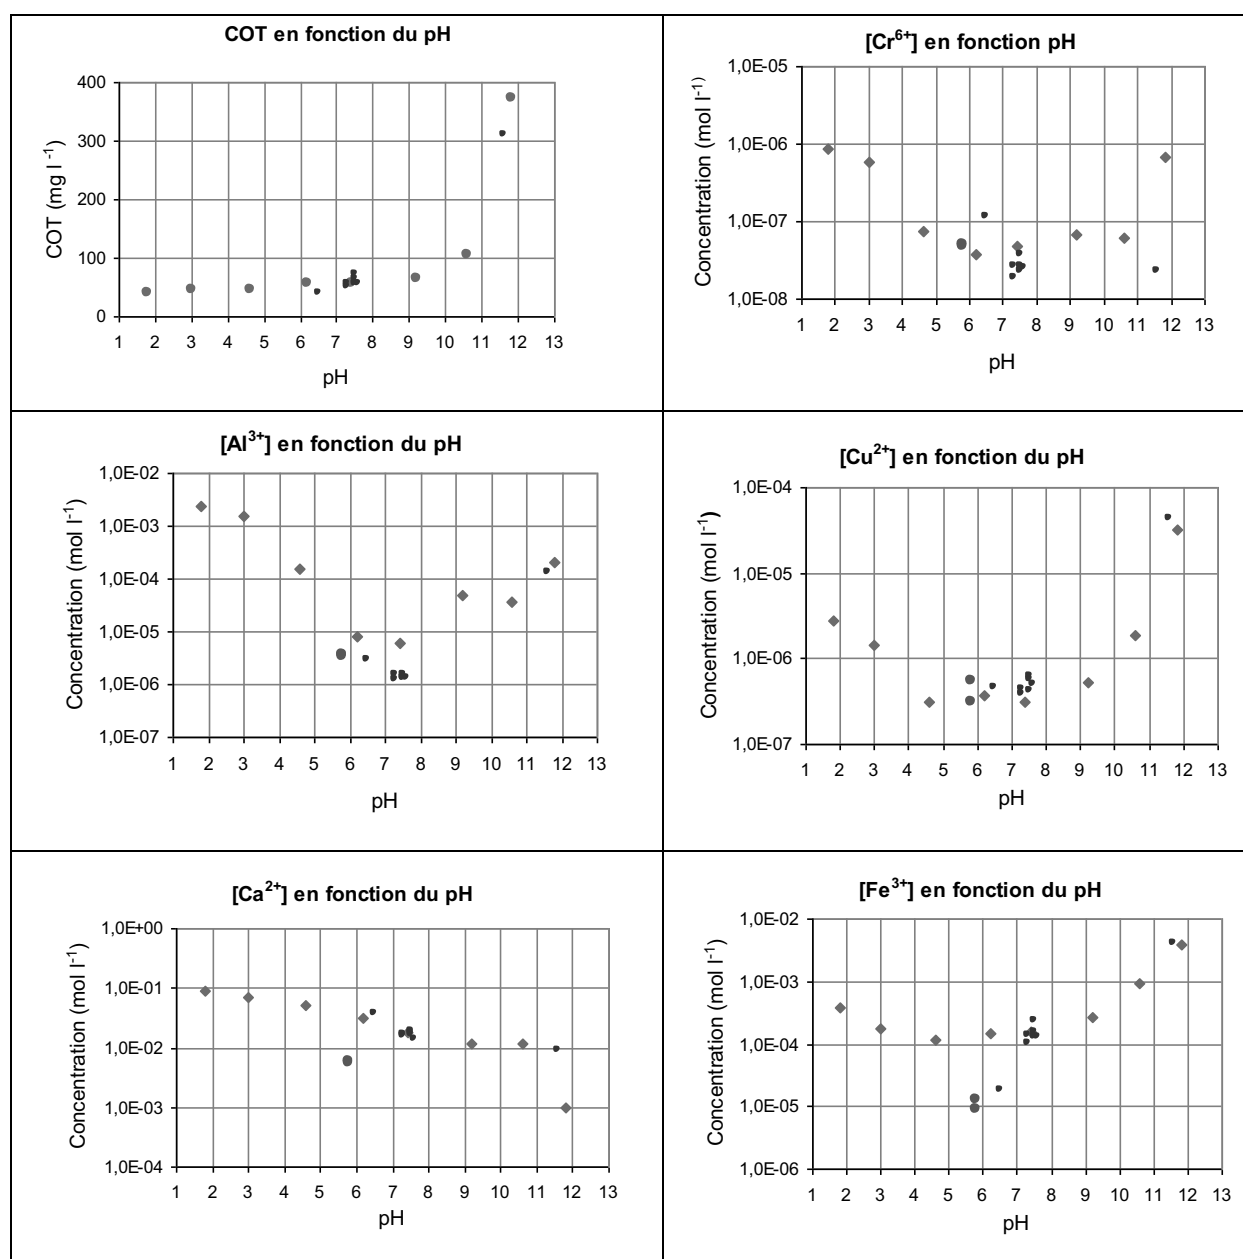 COT en fonction du pH
400
300
200
100
0
COT (mg l⁻¹)
1 2 3 4 5 6 7 8 9 10 11 12 13
pH
[Cr⁶⁺] en fonction pH
1,0E-05
1,0E-06
1,0E-07
1,0E-08
Concentration (mol l⁻¹)
1 2 3 4 5 6 7 8 9 10 11 12 13
pH
[Al³⁺] en fonction du pH
1,0E-02
1,0E-03
1,0E-04
1,0E-05
1,0E-06
1,0E-07
Concentration (mol l⁻¹)
1 2 3 4 5 6 7 8 9 10 11 12 13
pH
[Cu²⁺] en fonction du pH
1,0E-04
1,0E-05
1,0E-06
1,0E-07
Concentration (mol l⁻¹)
1 2 3 4 5 6 7 8 9 10 11 12 13
pH
[Ca²⁺] en fonction du pH
1,0E+00
1,0E-01
1,0E-02
1,0E-03
1,0E-04
Concentration (mol l⁻¹)
1 2 3 4 5 6 7 8 9 10 11 12 13
pH
[Fe³⁺] en fonction du pH
1,0E-02
1,0E-03
1,0E-04
1,0E-05
1,0E-06
Concentration (mol l⁻¹)
1 2 3 4 5 6 7 8 9 10 11 12 13
pH